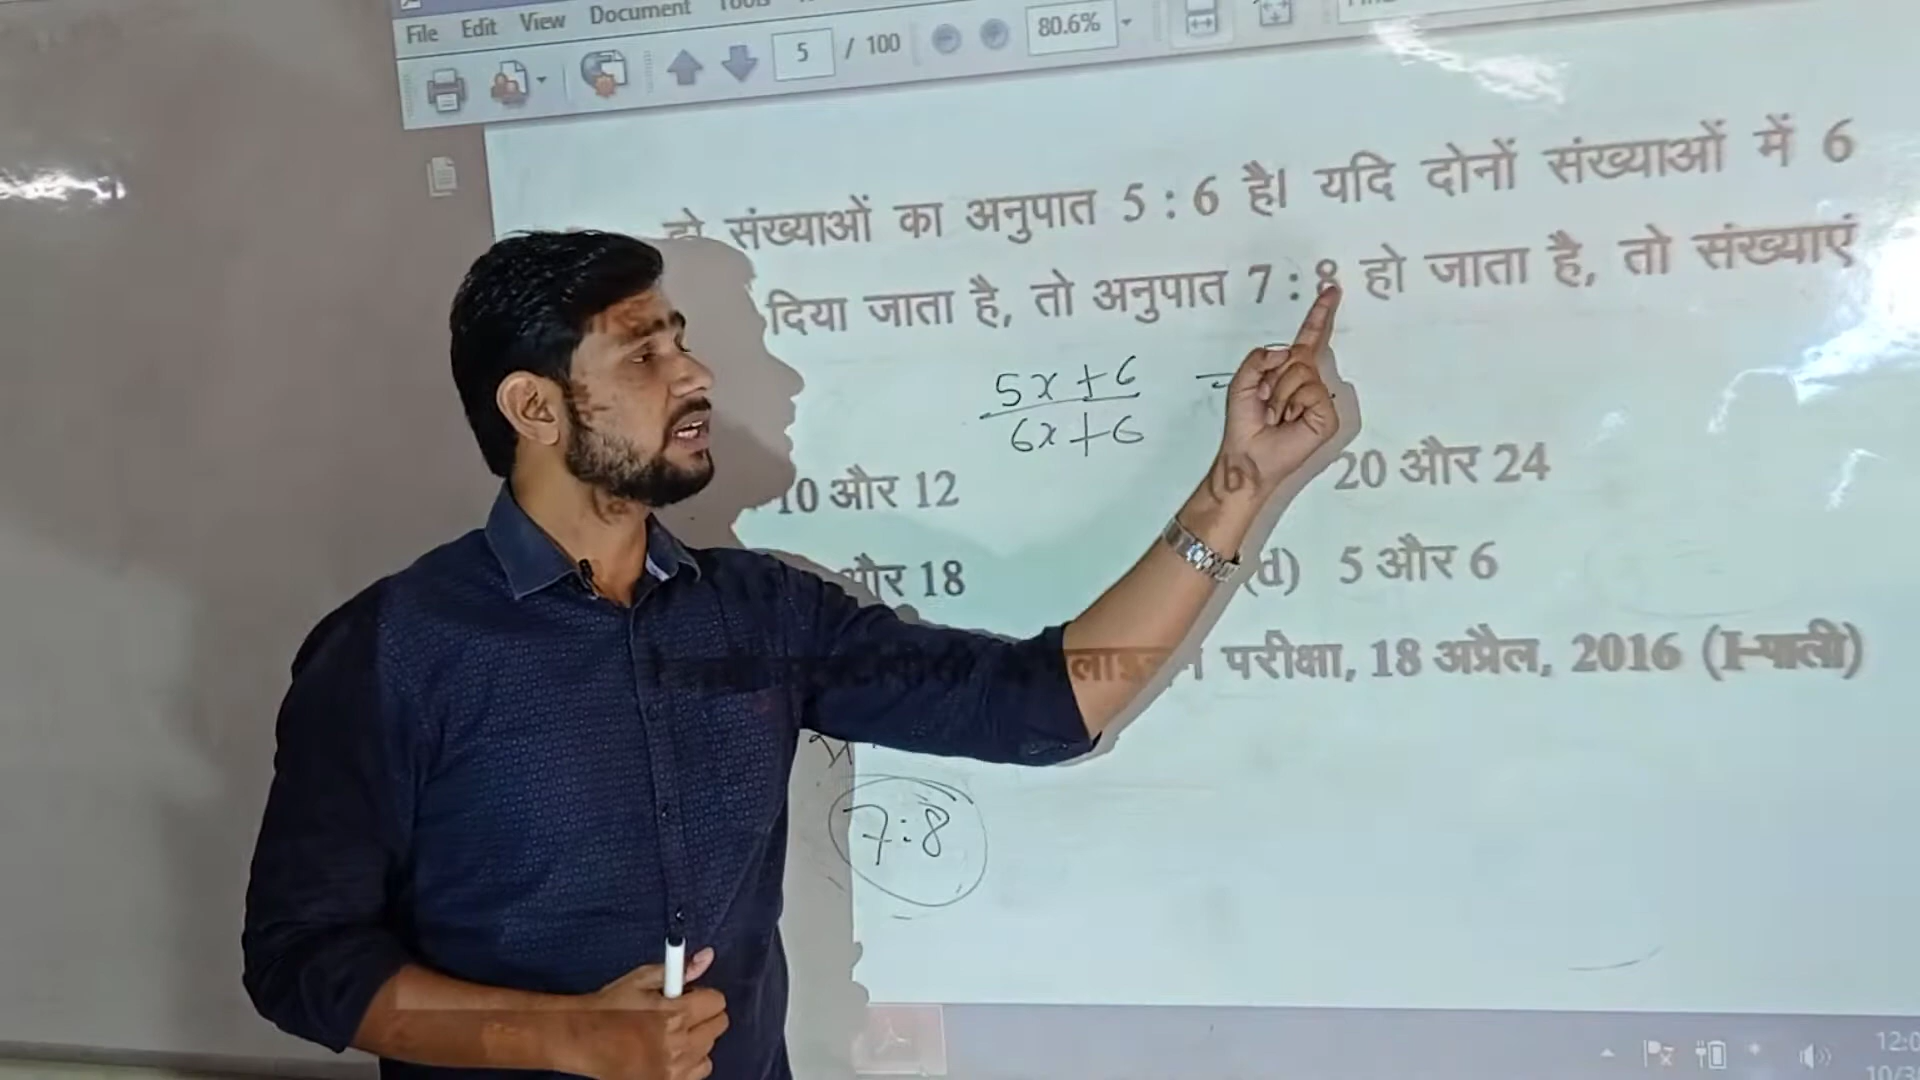 File Edit View Document Tools
5 / 100 80.6%
दो संख्याओं का अनुपात 5 : 6 है। यदि दोनों संख्याओं में 6
दिया जाता है, तो अनुपात 7 : 8 हो जाता है, तो संख्याएं
5x+6
6x+6
10 और 12 (b) 20 और 24
और 18 (d) 5 और 6
परीक्षा, 18 अप्रैल, 2016 (I-पाली)
7:8